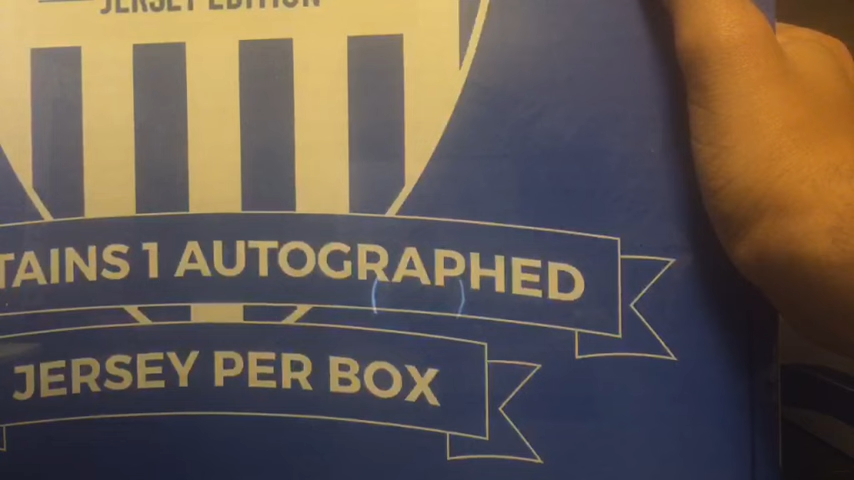 JERSEY EDITION
TAINS 1 AUTOGRAPHED
JERSEY PER BOX